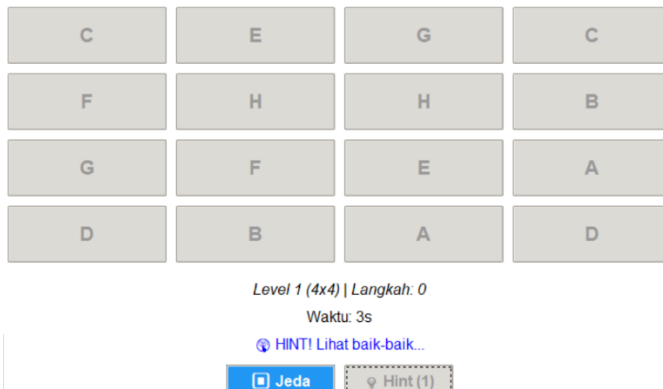 C E G C
F H H B
G F E A
D B A D
Level 1 (4x4) | Langkah: 0
Waktu: 3s
HINT! Lihat baik-baik...
Jeda Hint (1)